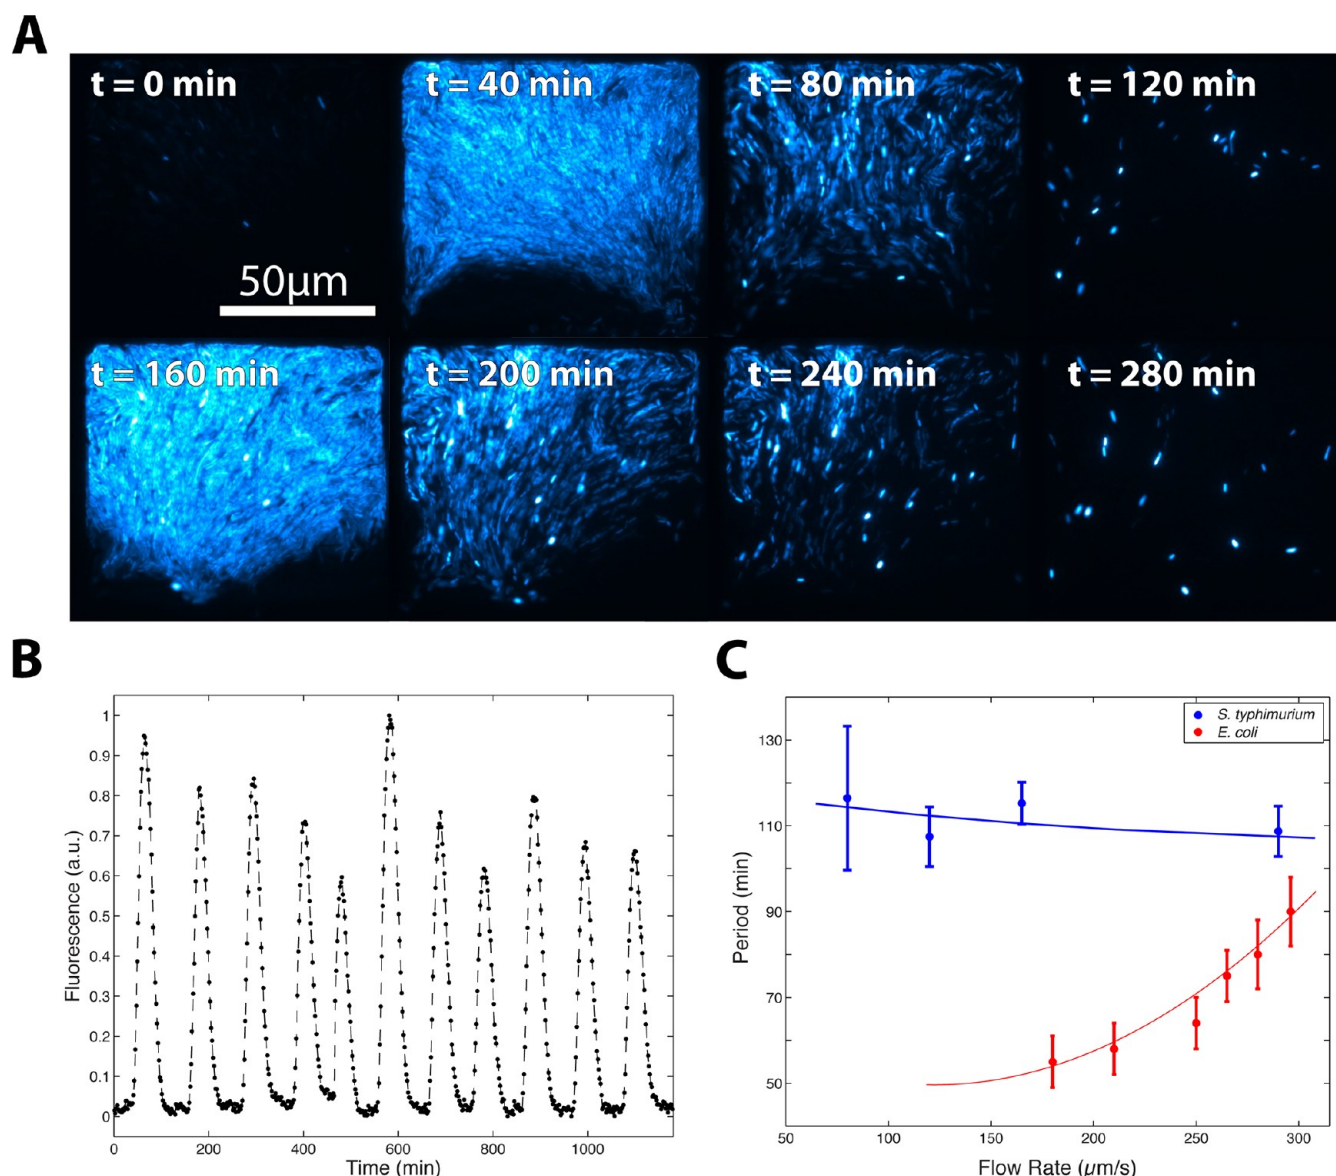 A
t = 0 min
t = 40 min
t = 80 min
t = 120 min
50μm
t = 160 min
t = 200 min
t = 240 min
t = 280 min
B
C
1
0.9
0.8
0.7
0.6
0.5
0.4
0.3
0.2
0.1
0
Fluorescence (a.u.)
0
200
400
600
800
1000
Time (min)
S. typhimurium
E. coli
130
110
90
70
50
Period (min)
50
100
150
200
250
300
Flow Rate (μm/s)